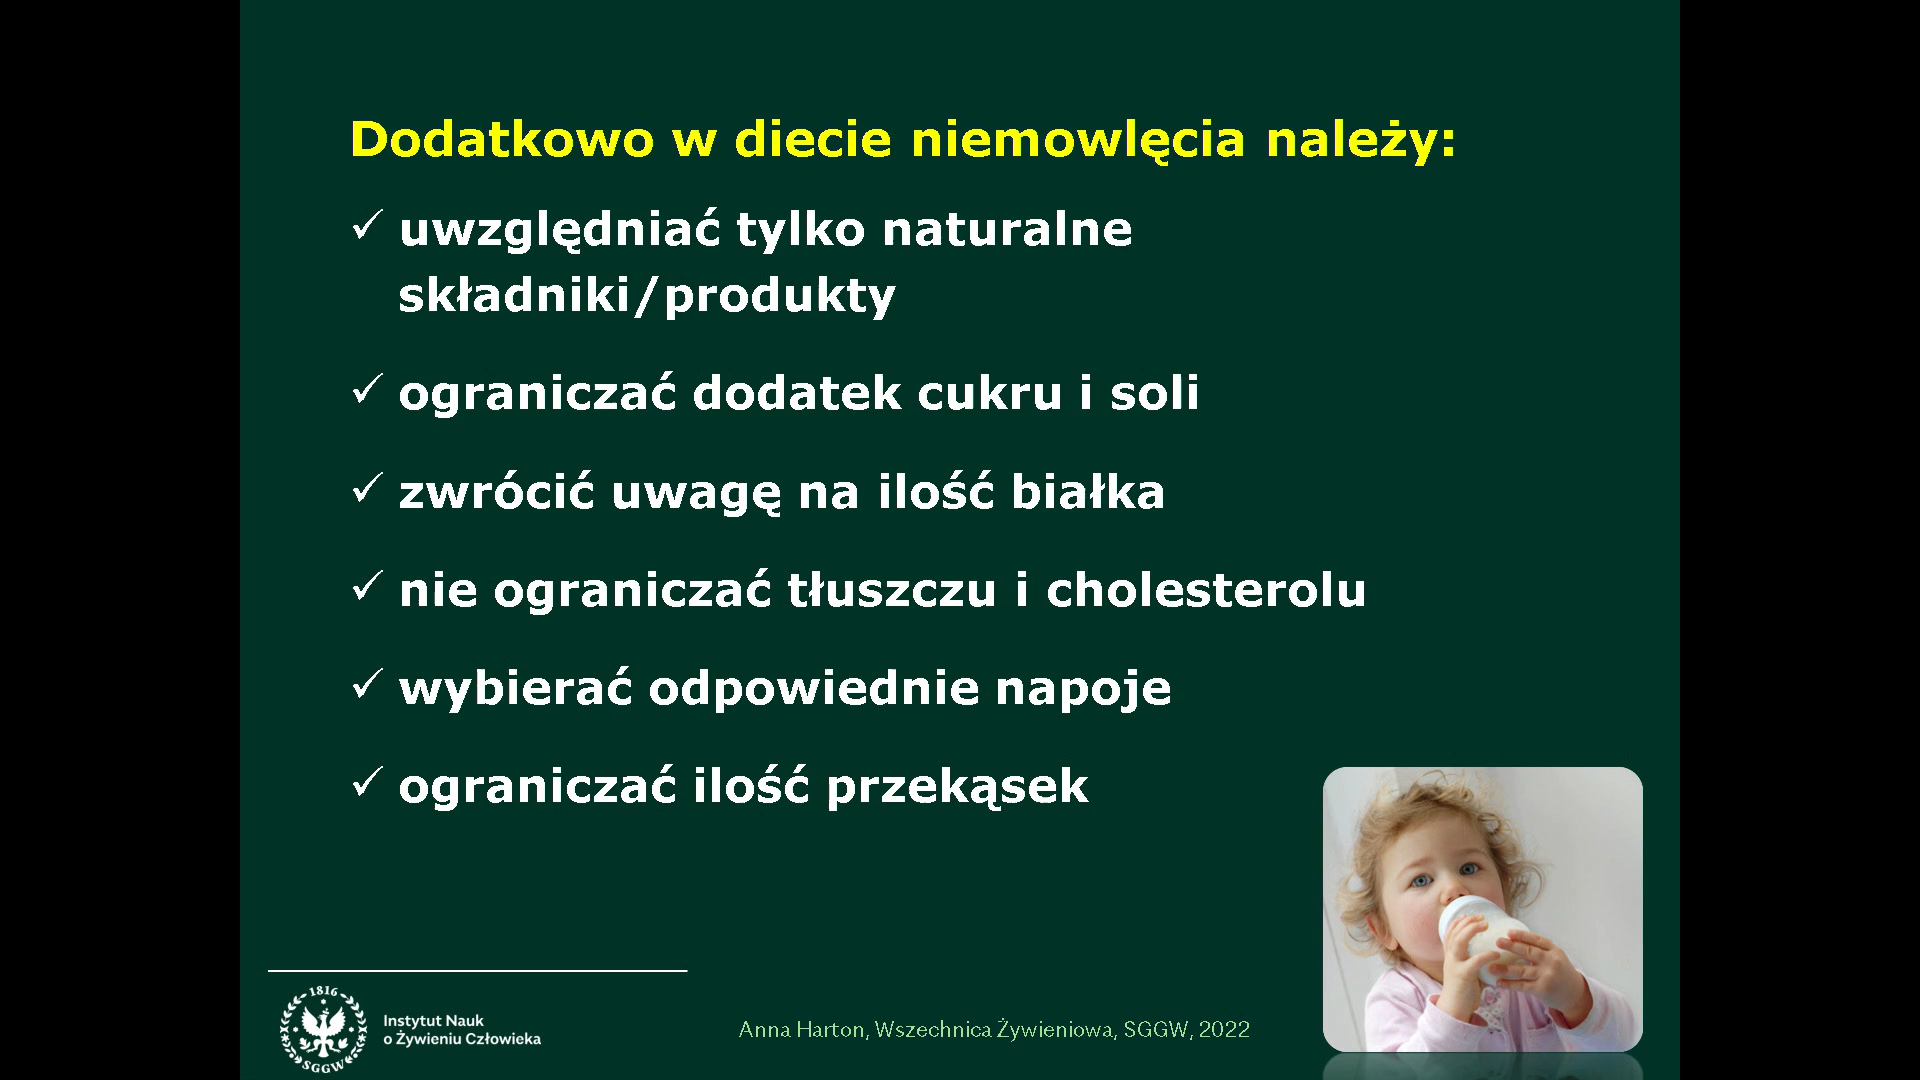 Dodatkowo w diecie niemowlęcia należy:
✓ uwzględniać tylko naturalne
składniki/produkty
✓ ograniczać dodatek cukru i soli
✓ zwrócić uwagę na ilość białka
✓ nie ograniczać tłuszczu i cholesterolu
✓ wybierać odpowiednie napoje
✓ ograniczać ilość przekąsek
1816
SGGW
Instytut Nauk
o Żywieniu Człowieka
Anna Harton, Wszechnica Żywieniowa, SGGW, 2022